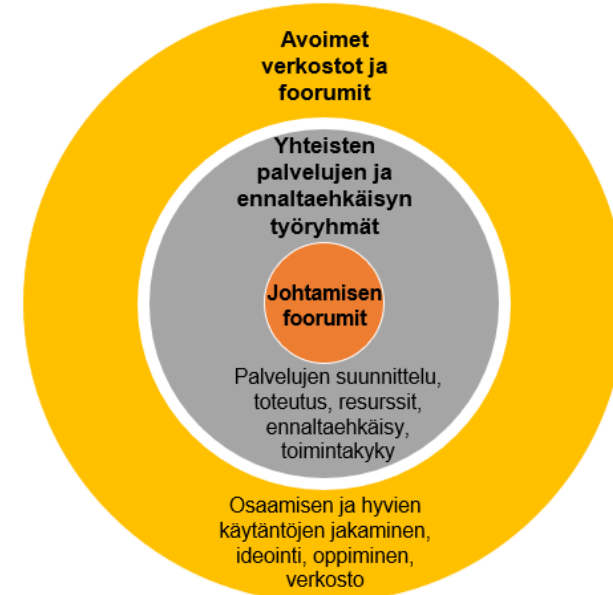 Avoimet
verkostot ja
foorumit
Yhteisten
palvelujen ja
ennaltaehkäisyn
työryhmät
Johtamisen
foorumit
Palvelujen suunnittelu,
toteutus, resurssit,
ennaltaehkäisy,
toimintakyky
Osaamisen ja hyvien
käytäntöjen jakaminen,
ideointi, oppiminen,
verkosto